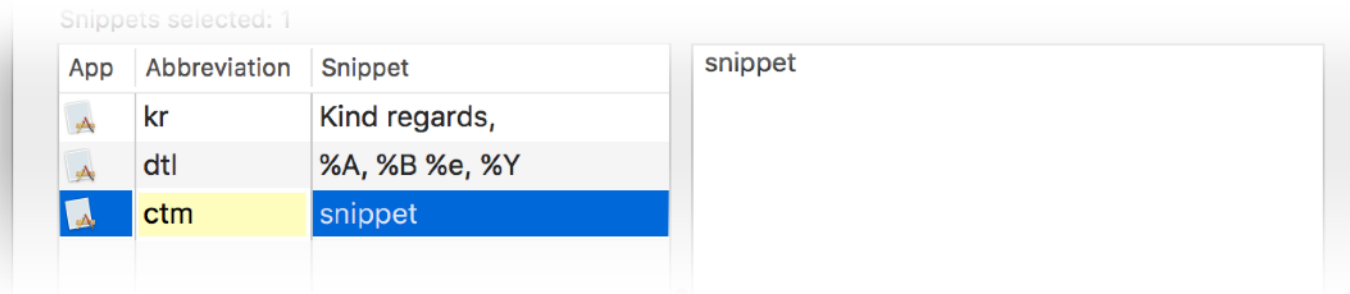 Snippets selected: 1
App Abbreviation Snippet
kr Kind regards,
dtl %A, %B %e, %Y
ctm snippet
snippet